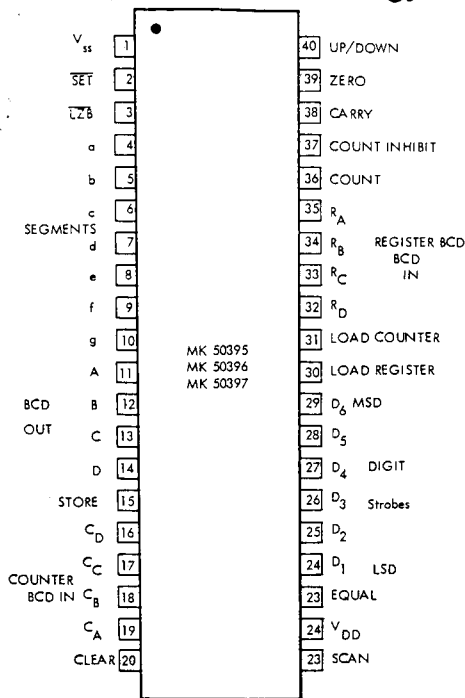 V_ss 1 40 UP/DOWN
SET 2 39 ZERO
LZB 3 38 CARRY
a 4 37 COUNT INHIBIT
b 5 36 COUNT
c 6 35 R_A
SEGMENTS
d 7 34 R_B REGISTER BCD
BCD
e 8 33 R_C IN
f 9 32 R_D
g 10 31 LOAD COUNTER
MK 50395
A 11 30 LOAD REGISTER
MK 50396
MK 50397
BCD B 12 29 D_6 MSD
OUT C 13 28 D_5
D 14 27 D_4 DIGIT
STORE 15 26 D_3 Strobes
C_D 16 25 D_2
C_C 17 24 D_1 LSD
COUNTER
BCD IN C_B 18 23 EQUAL
C_A 19 24 V_DD
CLEAR 20 23 SCAN